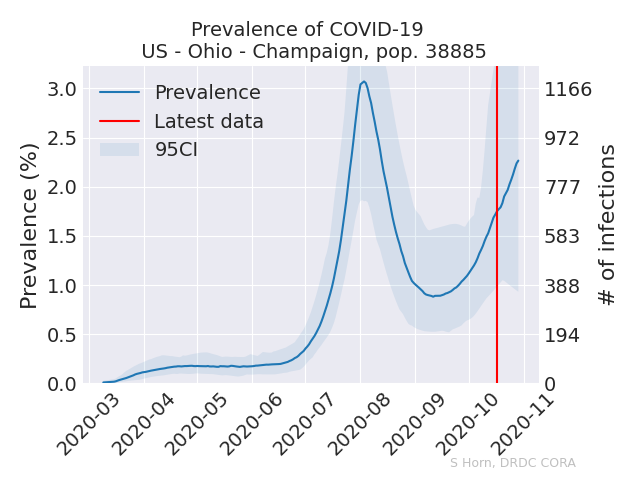 Prevalence of COVID-19
US - Ohio - Champaign, pop. 38885
Prevalence (%)
3.0
2.5
2.0
1.5
1.0
0.5
0.0
Prevalence
Latest data
95CI
1166
972
777
583
388
194
0
# of infections
2020-03
2020-04
2020-05
2020-06
2020-07
2020-08
2020-09
2020-10
2020-11
S Horn, DRDC CORA